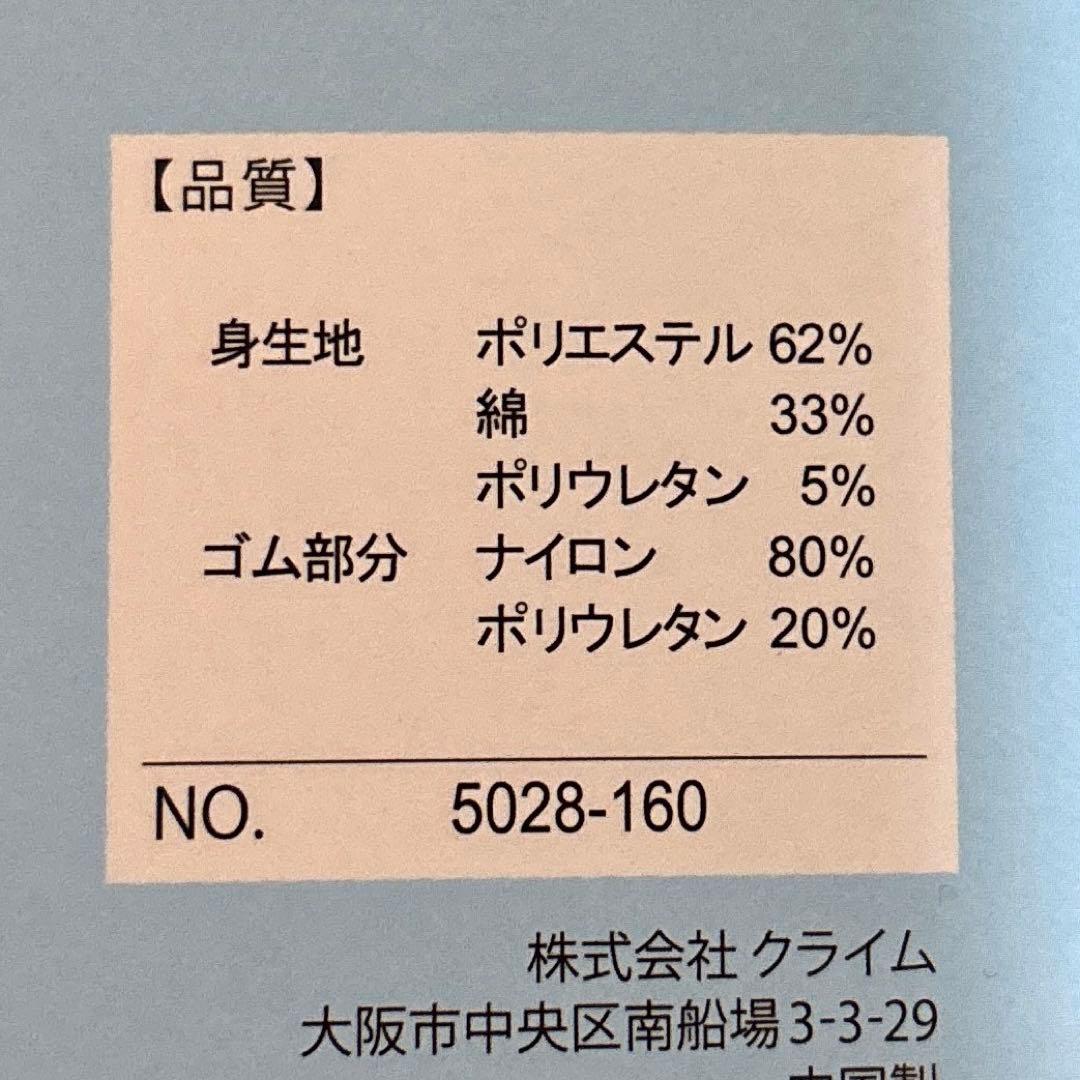 【品質】
身生地 ポリエステル 62%
綿 33%
ポリウレタン 5%
ゴム部分 ナイロン 80%
ポリウレタン 20%
NO. 5028-160
株式会社 クライム
大阪市中央区南船場3-3-29
中国製